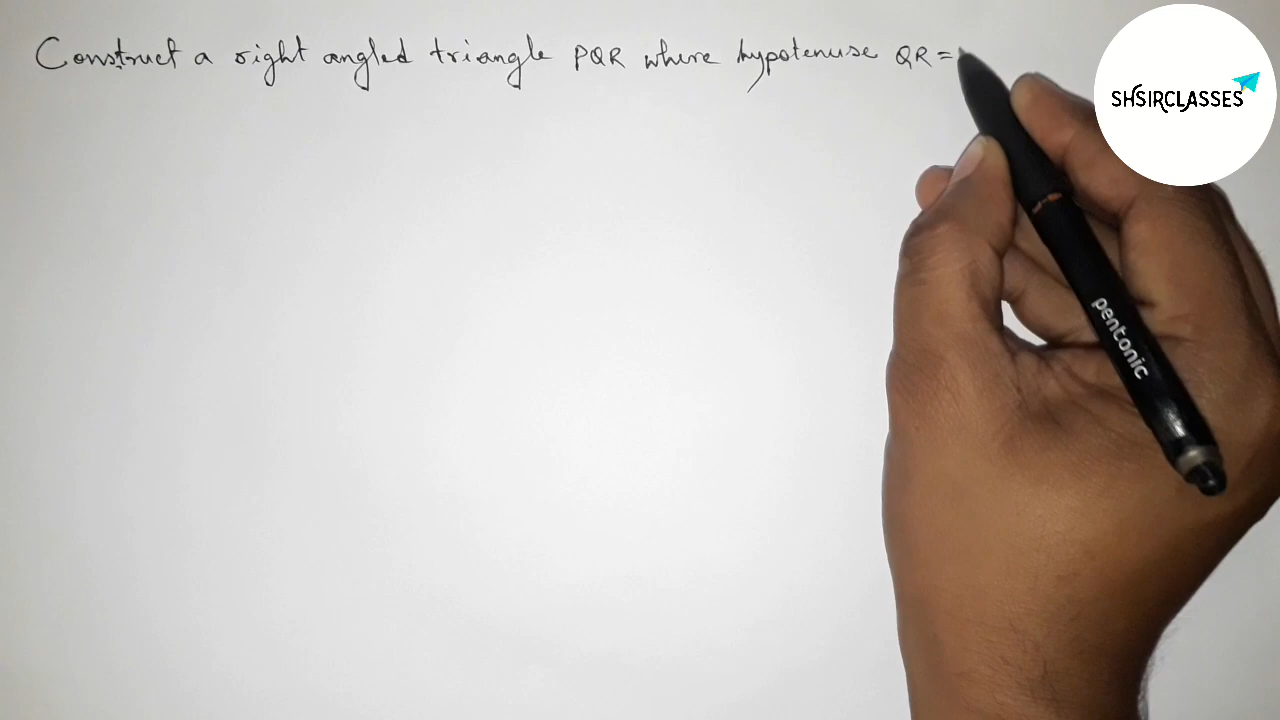 Construct a right angled triangle PQR where hypotenuse QR =
SHSIRCLASSES
pentonic